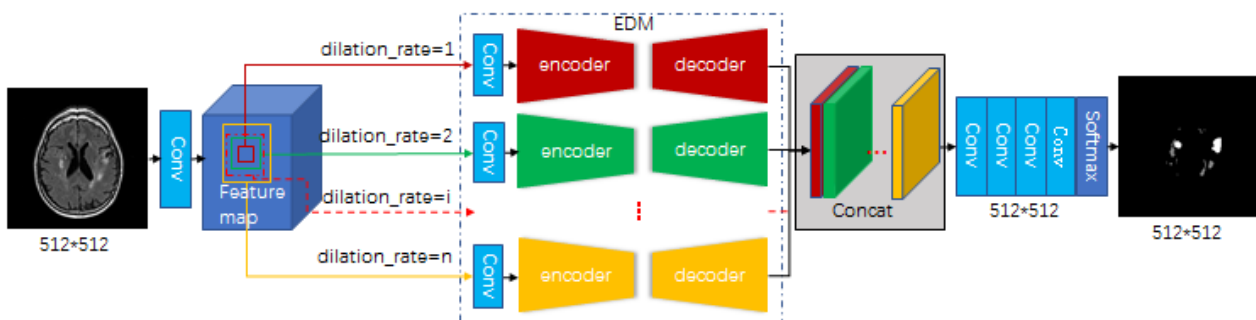 EDM
dilation_rate=1
Conv
encoder
decoder
Conv
Feature
map
512*512
dilation_rate=2
Conv
encoder
decoder
dilation_rate=i
dilation_rate=n
Conv
encoder
decoder
Concat
Conv
Conv
Conv
Conv
Softmax
512*512
512*512